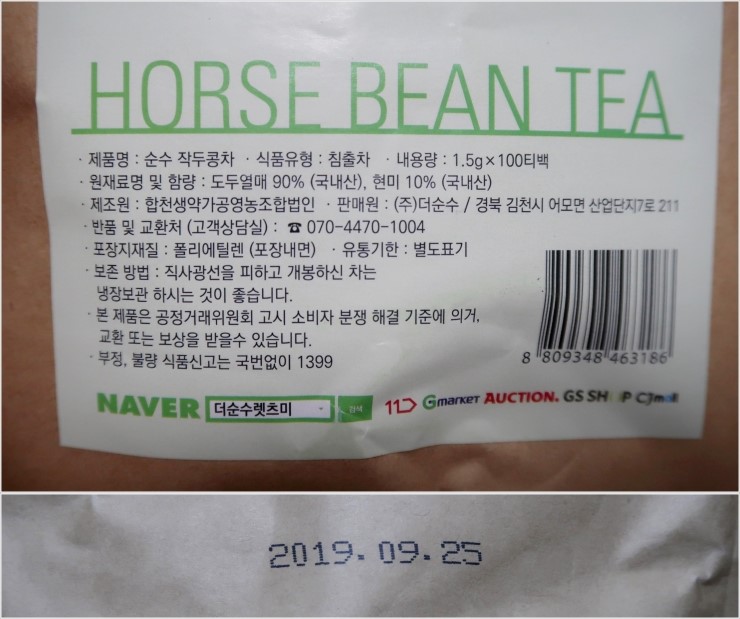 HORSE BEAN TEA
· 제품명 : 순수 작두콩차 · 식품유형 : 침출차 · 내용량 : 1.5g×100티백
· 원재료명 및 함량 : 도두열매 90% (국내산), 현미 10% (국내산)
· 제조원 : 합천생약가공영농조합법인 · 판매원 : (주)더순수 / 경북 김천시 어모면 산업단지7로 211
· 반품 및 교환처 (고객상담실) : ☎ 070-4470-1004
· 포장지재질 : 폴리에틸렌 (포장내면) · 유통기한 : 별도표기
· 보존 방법 : 직사광선을 피하고 개봉하신 차는
냉장보관 하시는 것이 좋습니다.
· 본 제품은 공정거래위원회 고시 소비자 분쟁 해결 기준에 의거,
교환 또는 보상을 받을수 있습니다.
· 부정, 불량 식품신고는 국번없이 1399
8 809348 463186
NAVER 더순수렛츠미 검색 11 Gmarket AUCTION. GS SHOP CJmall
2019.09.25